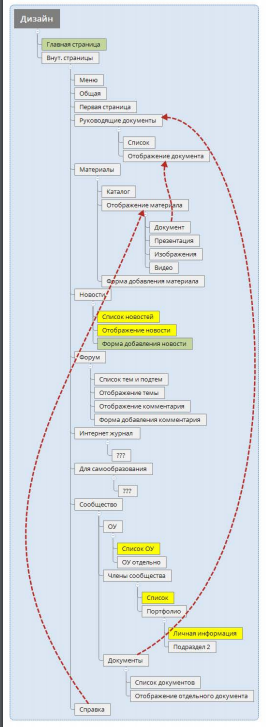 Дизайн
Главная страница
Внут. страницы
Меню
Общая
Первая страница
Руководящие документы
Список
Отображение документа
Материалы
Каталог
Отображение материала
Документ
Презентация
Изображения
Видео
Форма добавления материала
Новости
Список новостей
Отображение новости
Форма добавления новости
Форум
Список тем и подтем
Отображение темы
Отображение комментария
Форма добавления комментария
Интернет журнал
???
Для самообразования
???
Сообщество
ОУ
Список ОУ
ОУ отдельно
Члены сообщества
Список
Портфолио
Личная информация
Подраздел 2
Документы
Список документов
Отображение отдельного документа
Справка